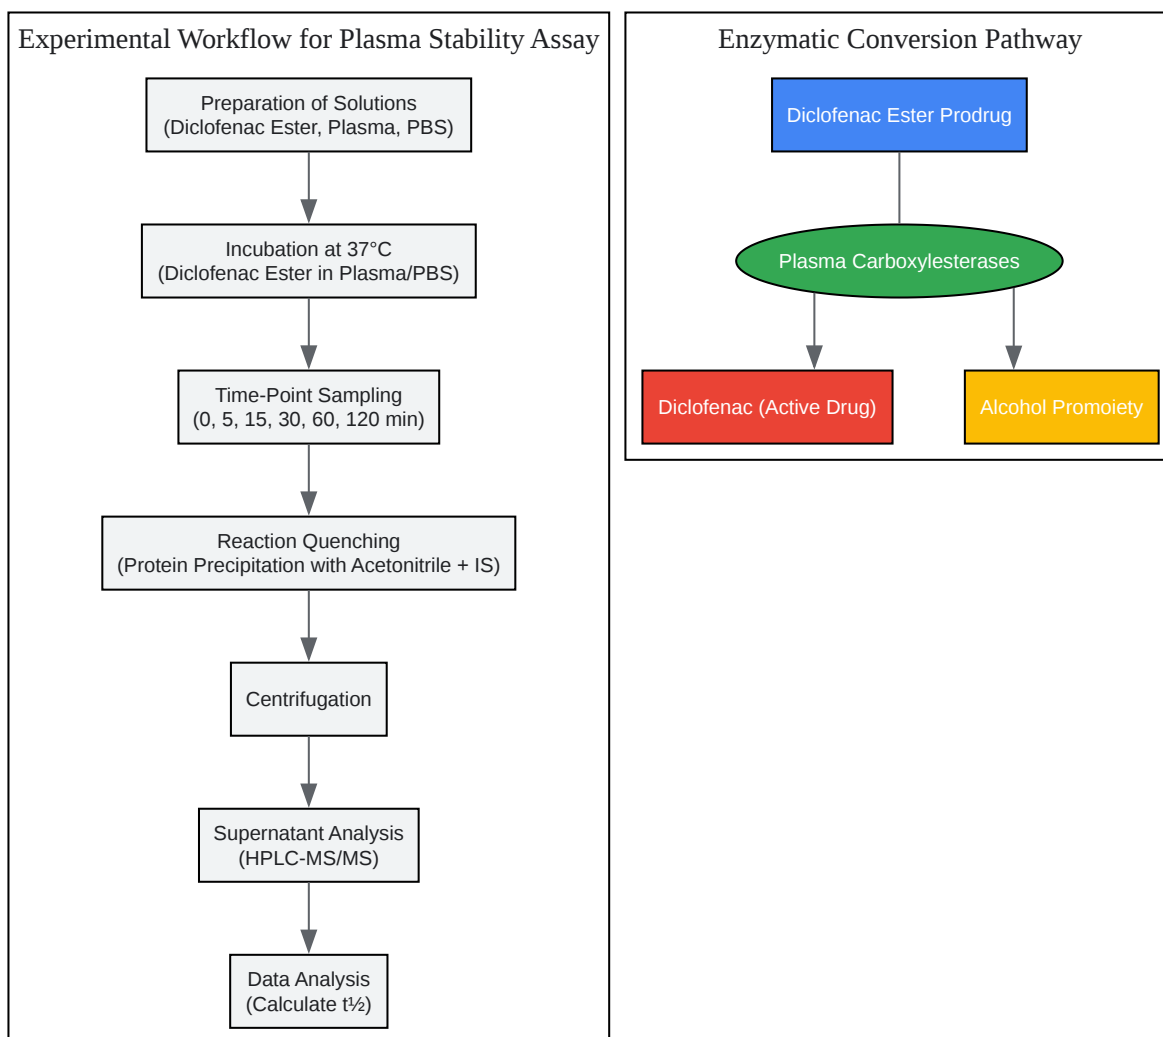 Experimental Workflow for Plasma Stability Assay
Preparation of Solutions
(Diclofenac Ester, Plasma, PBS)
Incubation at 37°C
(Diclofenac Ester in Plasma/PBS)
Time-Point Sampling
(0, 5, 15, 30, 60, 120 min)
Reaction Quenching
(Protein Precipitation with Acetonitrile + IS)
Centrifugation
Supernatant Analysis
(HPLC-MS/MS)
Data Analysis
(Calculate t½)
Enzymatic Conversion Pathway
Diclofenac Ester Prodrug
Plasma Carboxylesterases
Diclofenac (Active Drug)
Alcohol Promoiety